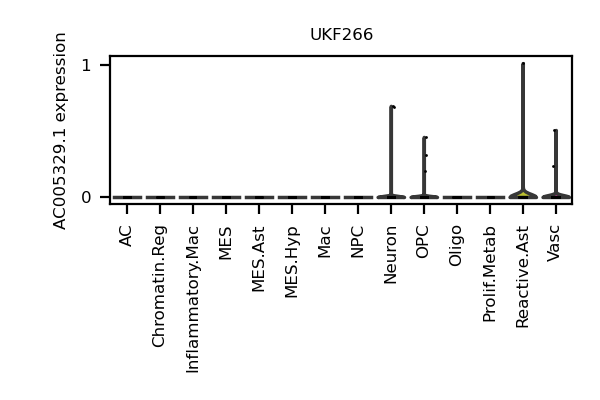 UKF266
AC005329.1 expression
1
0
AC
Chromatin.Reg
Inflammatory.Mac
MES
MES.Ast
MES.Hyp
Mac
NPC
Neuron
OPC
Oligo
Prolif.Metab
Reactive.Ast
Vasc